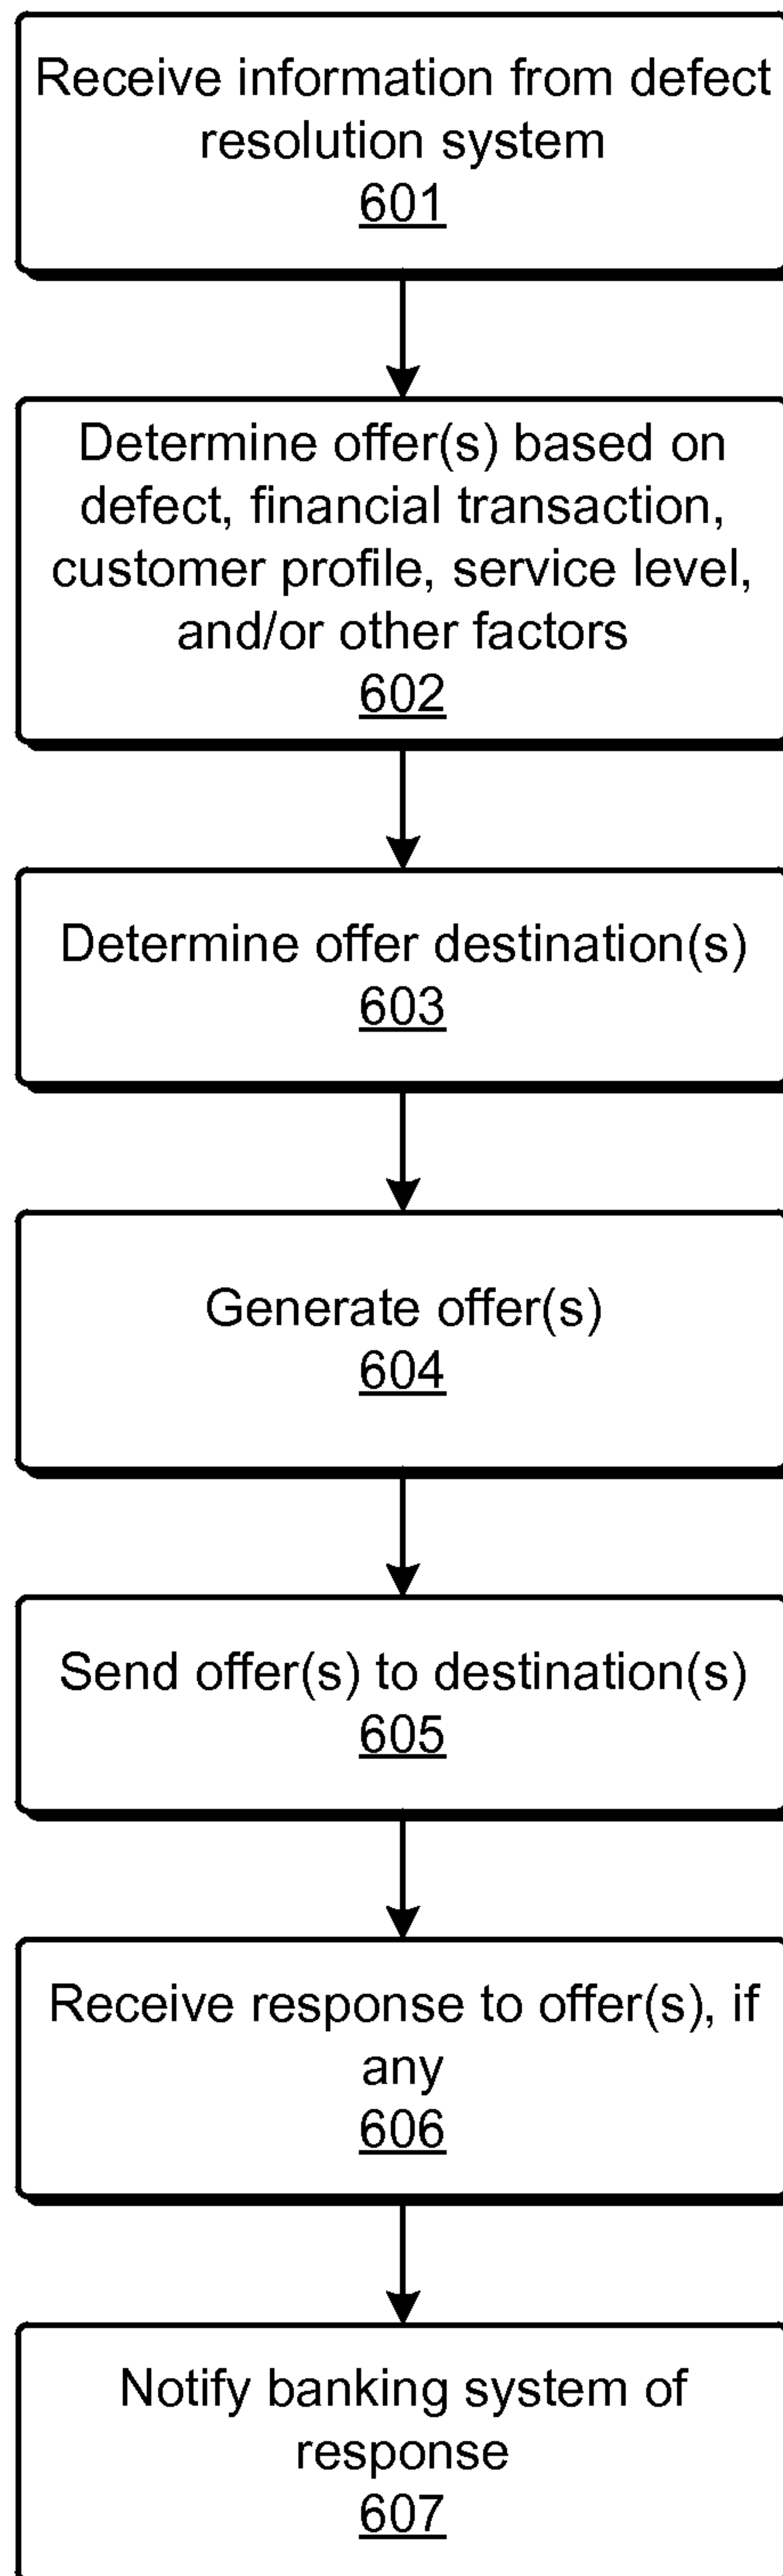 Receive information from defect
resolution system
601
Determine offer(s) based on
defect, financial transaction,
customer profile, service level,
and/or other factors
602
Determine offer destination(s)
603
Generate offer(s)
604
Send offer(s) to destination(s)
605
Receive response to offer(s), if
any
606
Notify banking system of
response
607